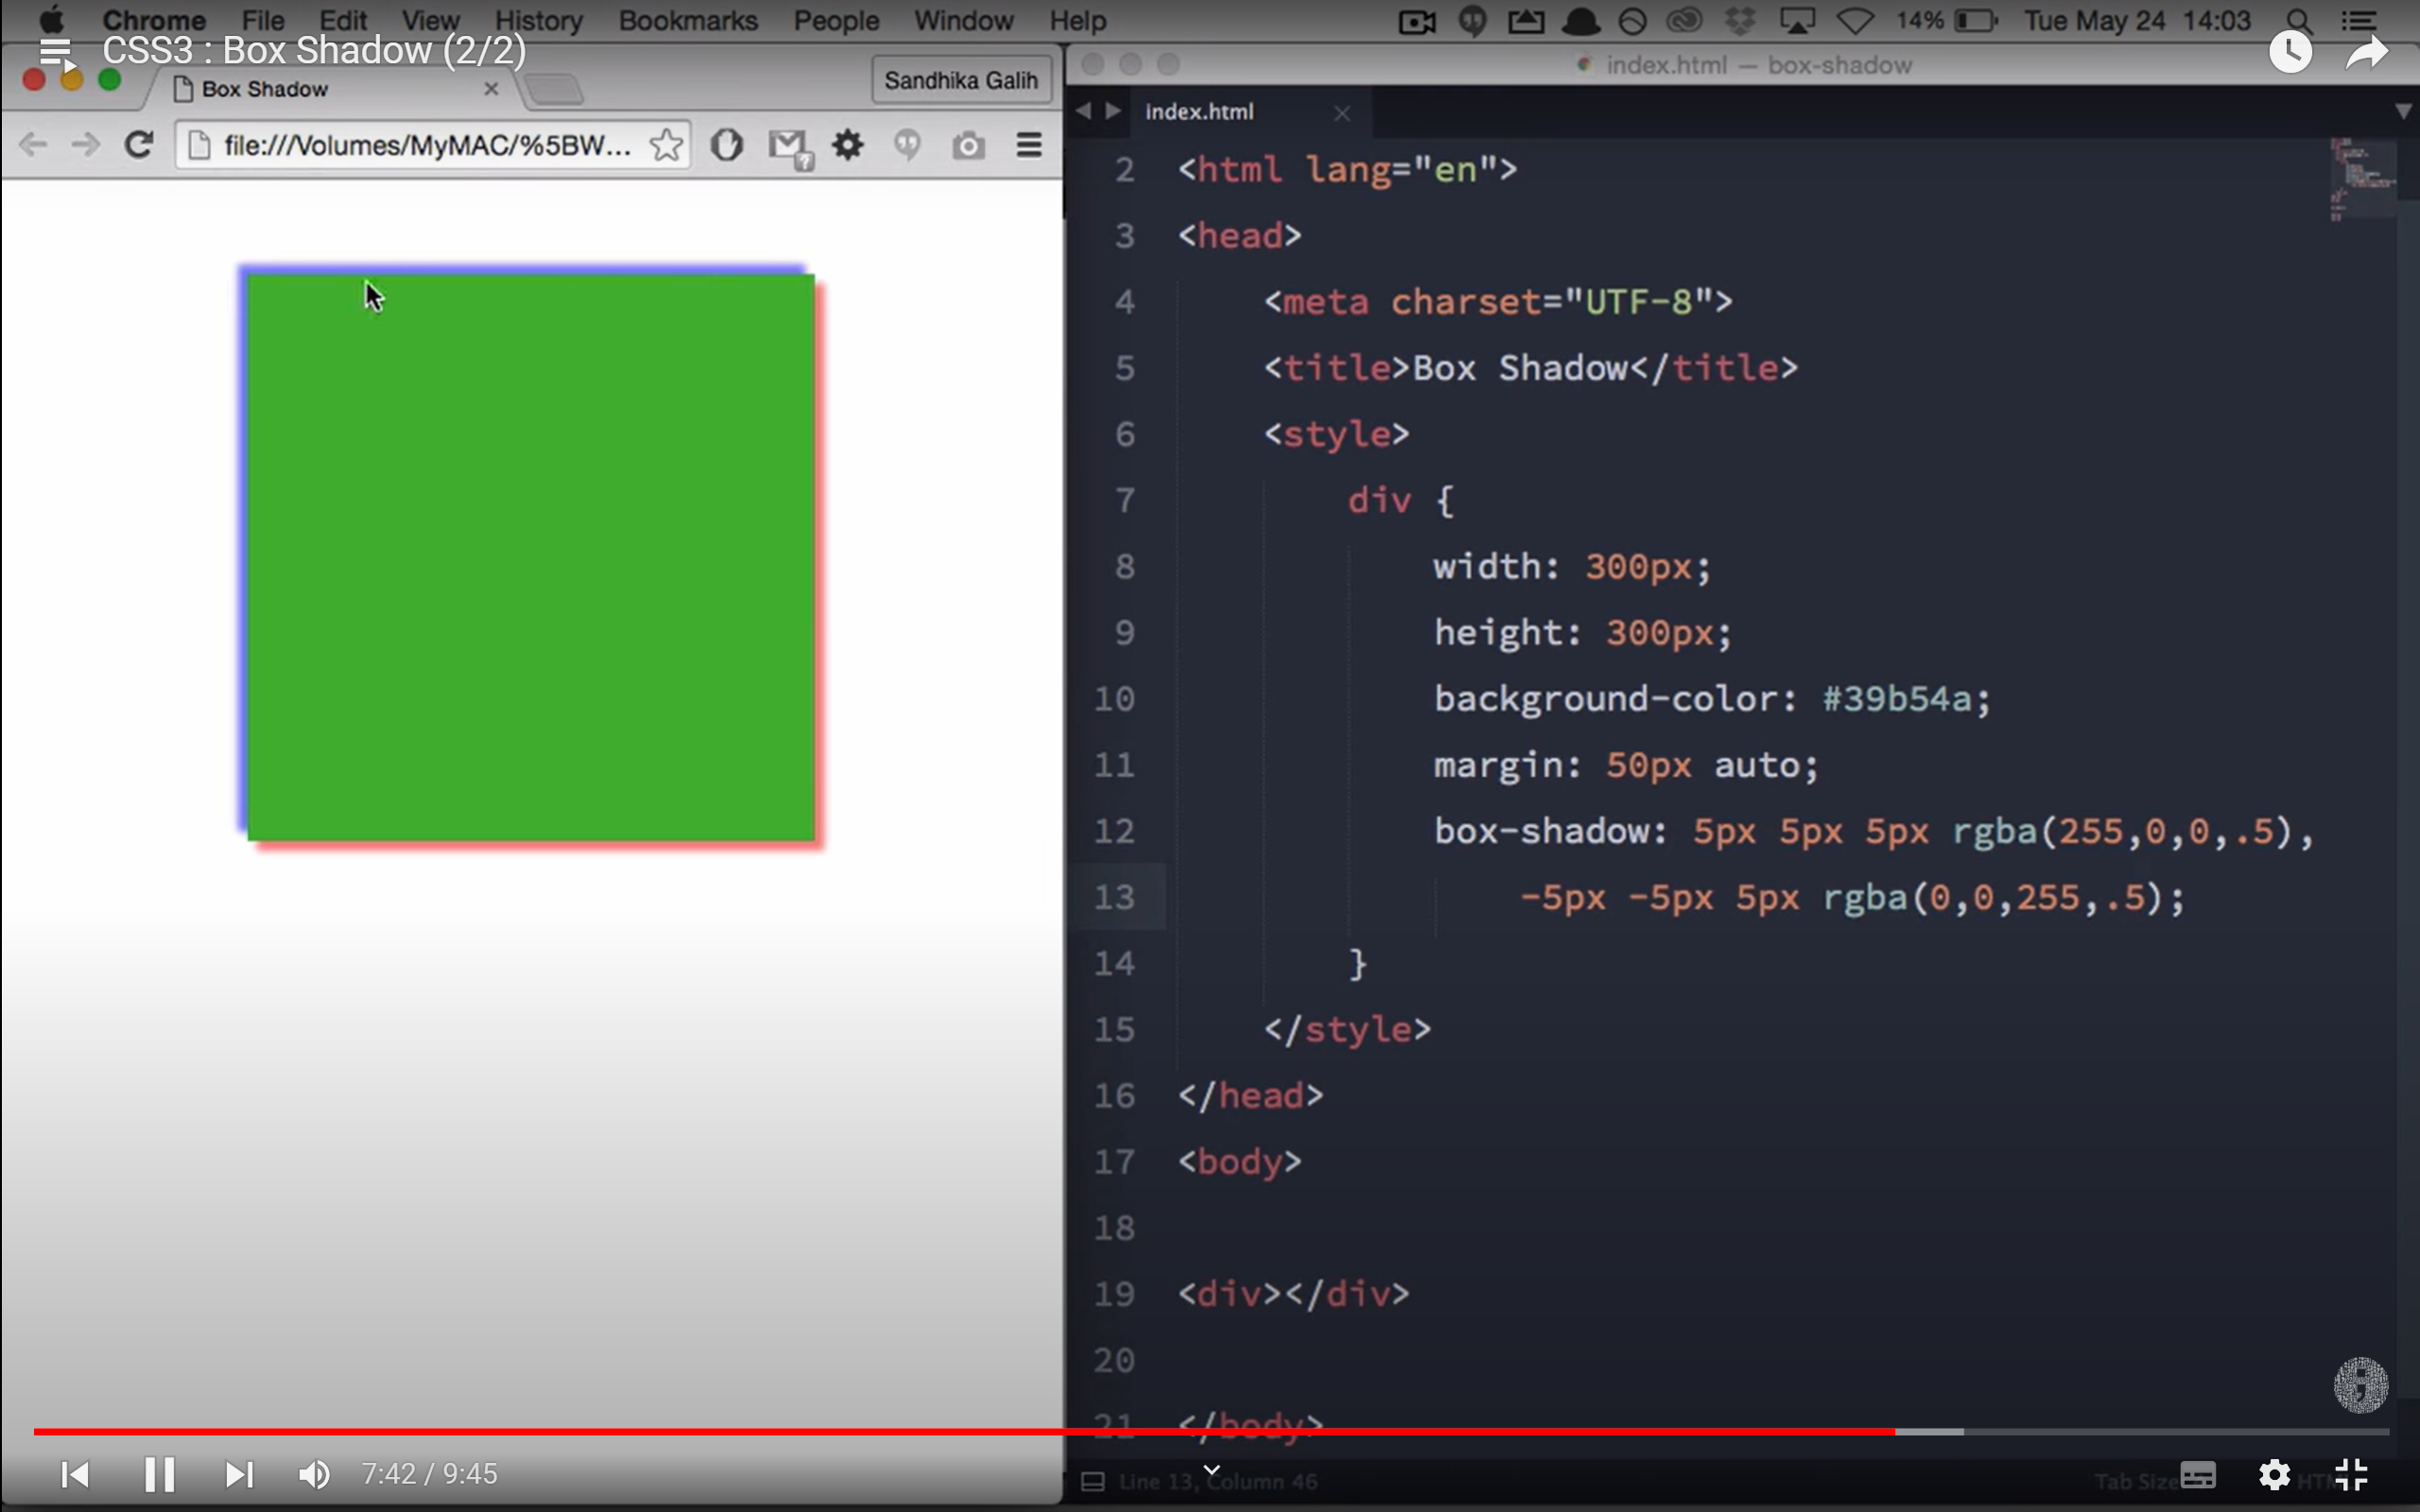 Chrome File Edit View History Bookmarks People Window Help 14% Tue May 24 14:03
CSS3 : Box Shadow (2/2)
Box Shadow
Sandhika Galih
file:///Volumes/MyMAC/%5BW...
index.html — box-shadow
index.html
2 <html lang="en">
3 <head>
4 <meta charset="UTF-8">
5 <title>Box Shadow</title>
6 <style>
7 div {
8 width: 300px;
9 height: 300px;
10 background-color: #39b54a;
11 margin: 50px auto;
12 box-shadow: 5px 5px 5px rgba(255,0,0,.5),
13 -5px -5px 5px rgba(0,0,255,.5);
14 }
15 </style>
16 </head>
17 <body>
18
19 <div></div>
20
21 </body>
7:42 / 9:45
Line 13, Column 46
Tab Size